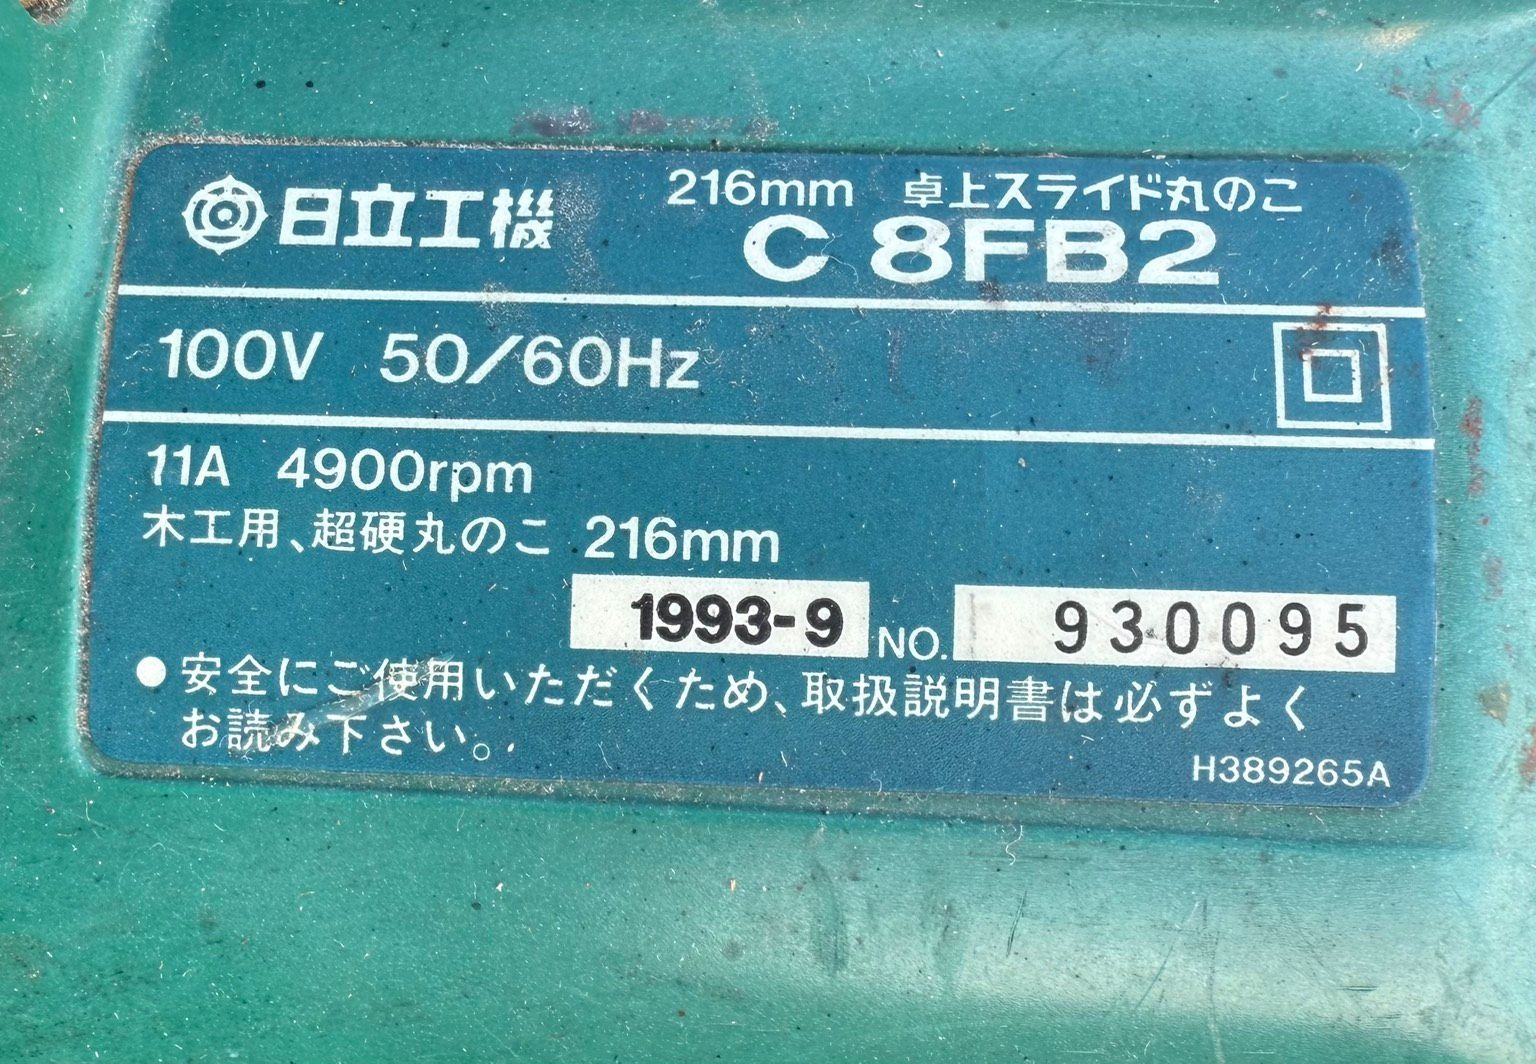 日立工機
216mm 卓上スライド丸のこ
C 8FB2
100V 50/60Hz
11A 4900rpm
木工用、超硬丸のこ 216mm
1993-9 NO. 930095
●安全にご使用いただくため、取扱説明書は必ずよく
お読み下さい。
H389265A